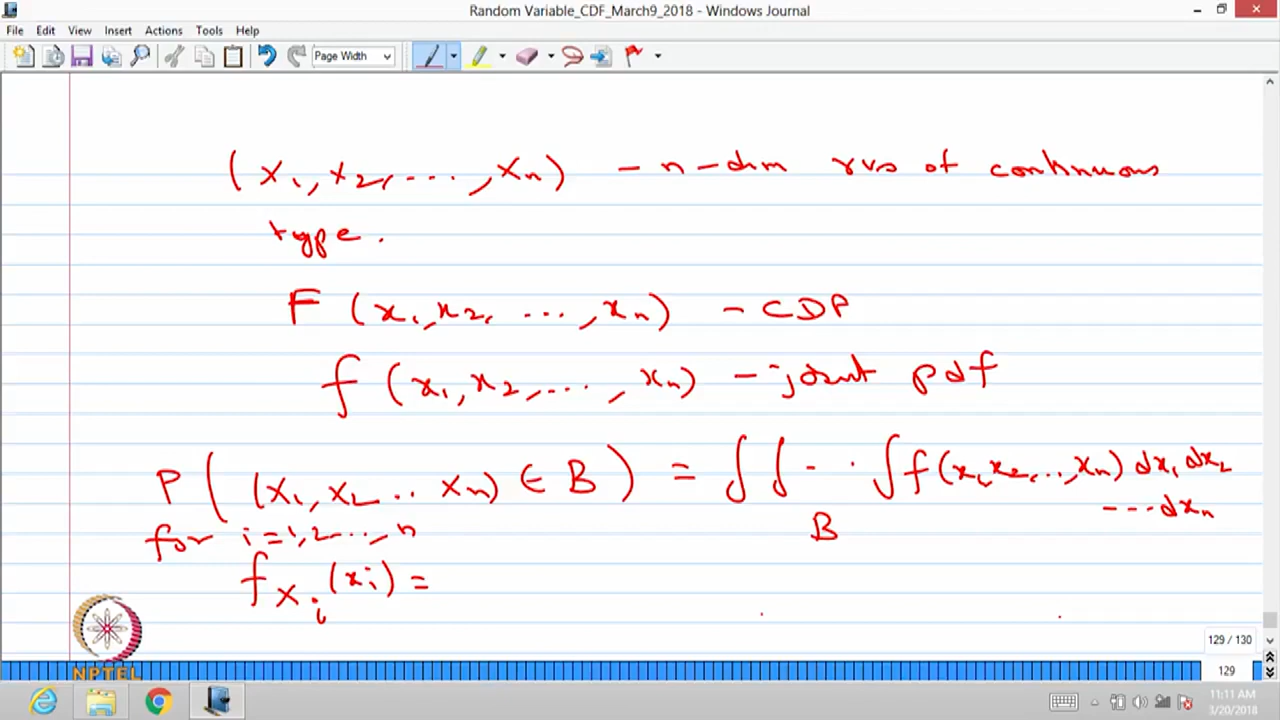 Random Variable_CDF_March9_2018 - Windows Journal
File Edit View Insert Actions Tools Help
Page Width
(X₁, X₂, ..., Xₙ) – n-dim rvs of continuous
type.
F (x₁, x₂, ..., xₙ) – CDF
f (x₁, x₂, ..., xₙ) – joint pdf
P( (X₁, X₂ .. Xₙ) ∈ B ) = ∫∫ -·· ∫ f(x₁, x₂, .., xₙ) dx₁ dx₂
--- dxₙ
B
for i=1,2...,n
f_Xᵢ (xᵢ) =
NPTEL
129 / 130
129
11:11 AM
3/20/2018